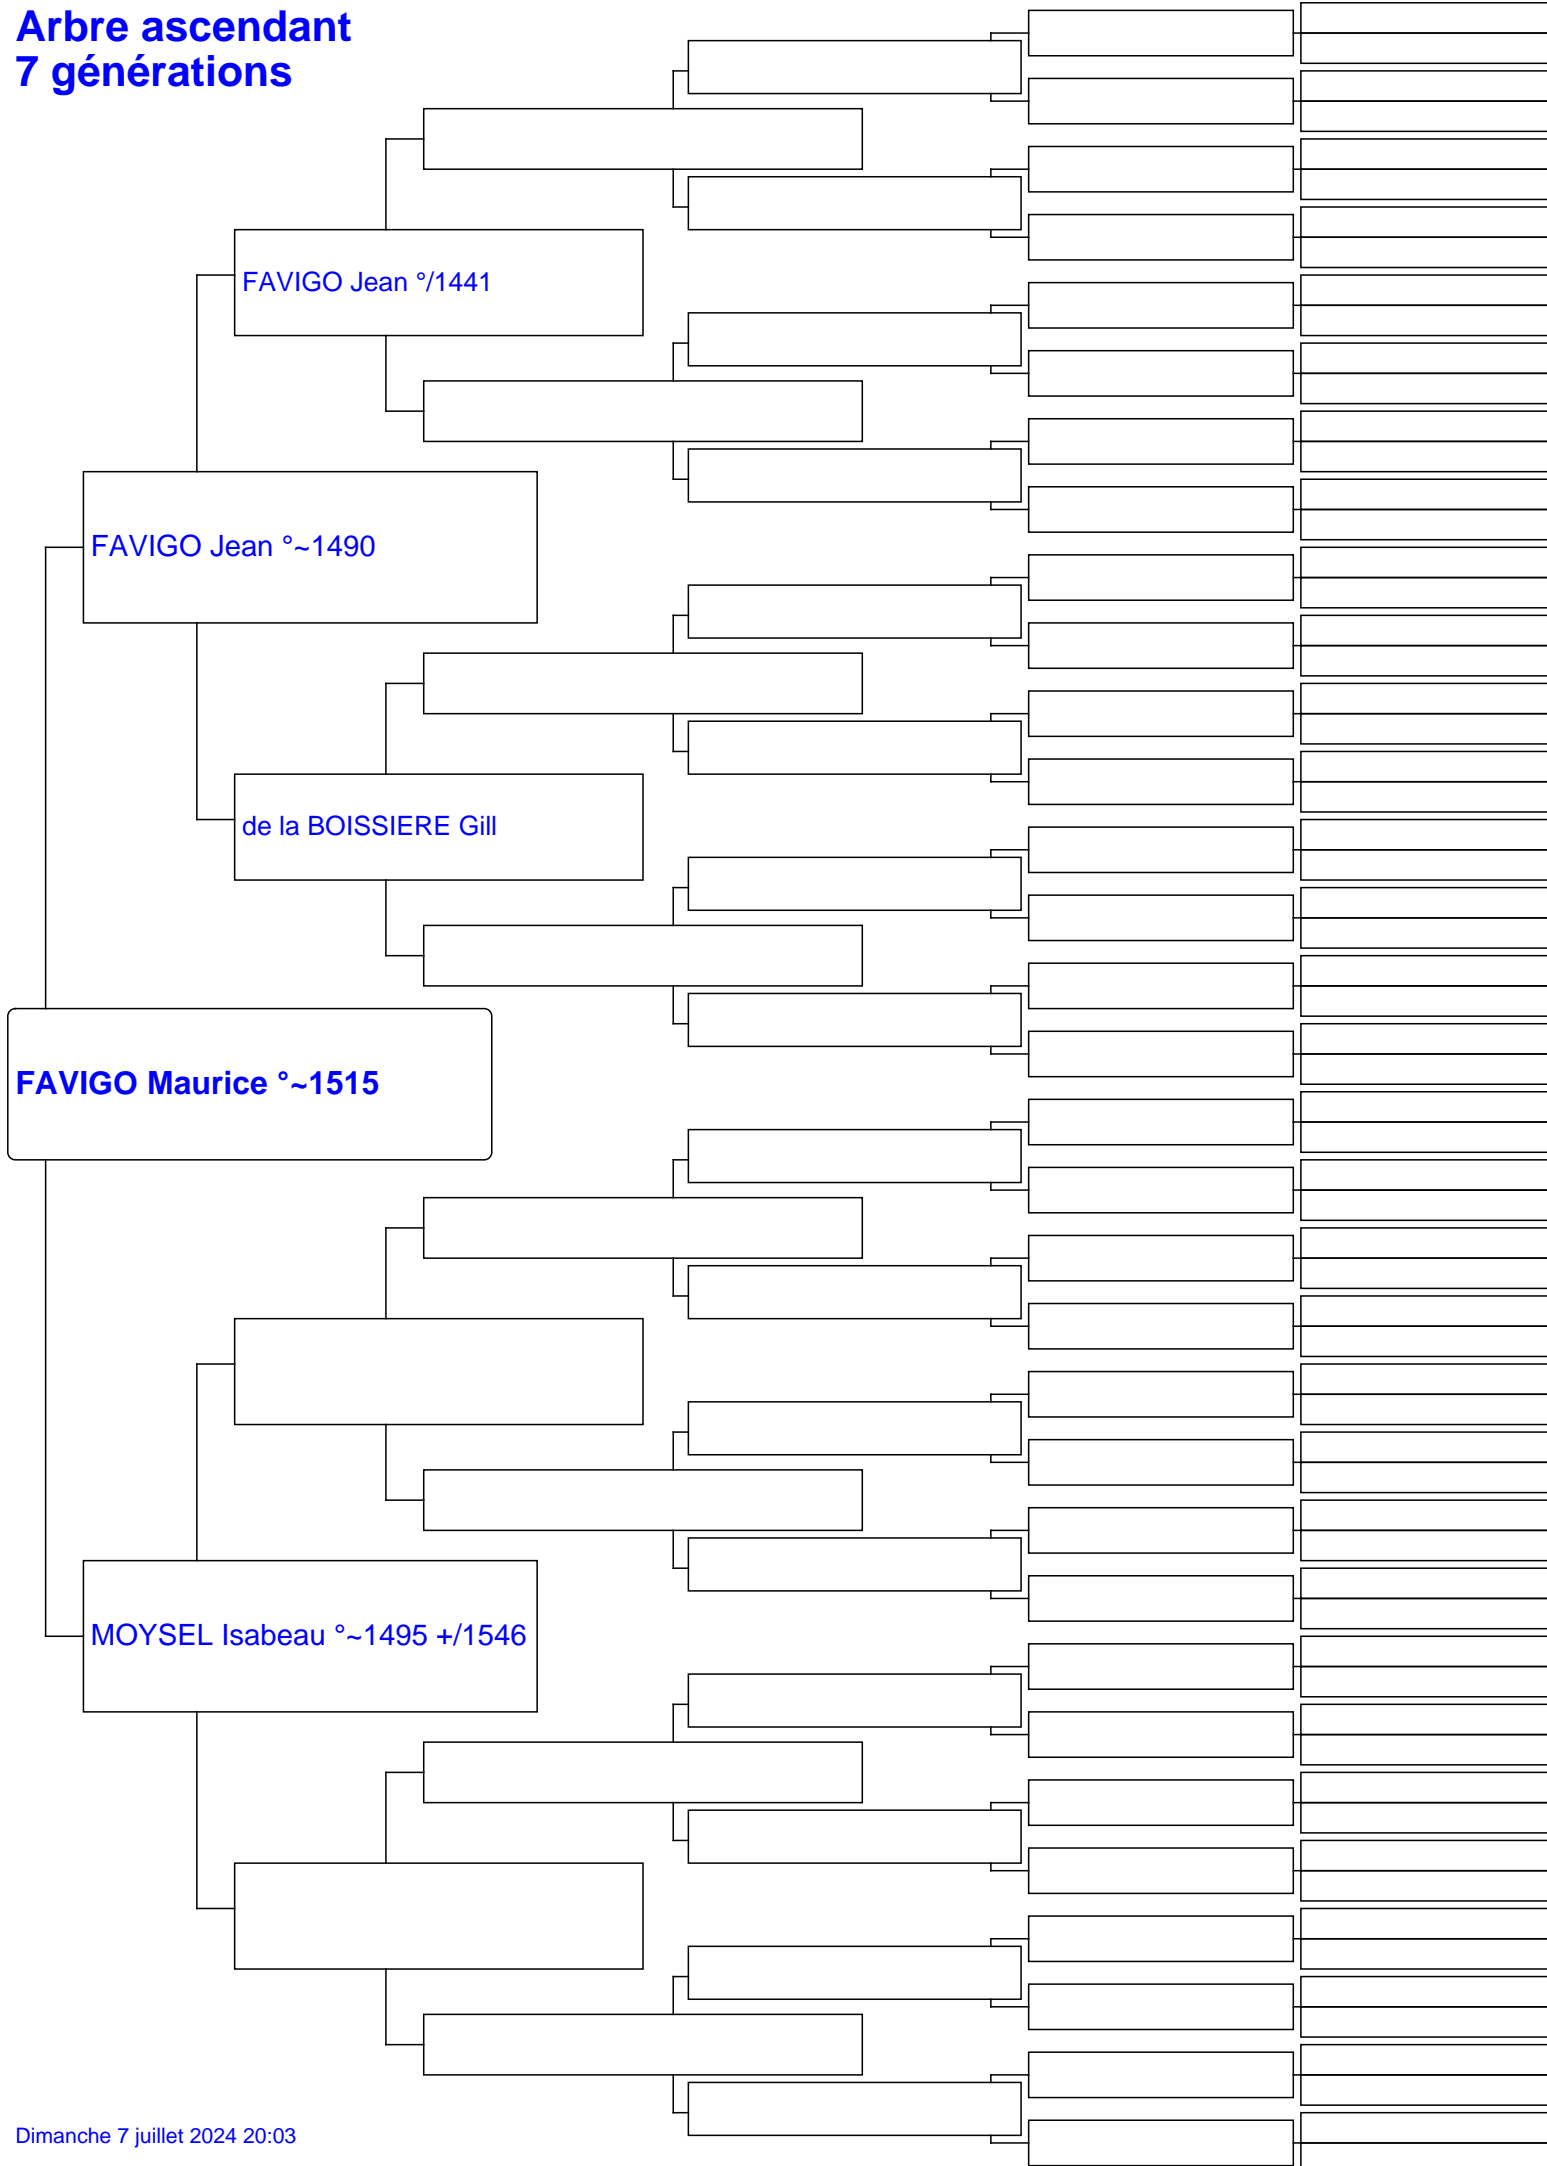 Arbre ascendant
7 générations
FAVIGO Jean °/1441
FAVIGO Jean °~1490
de la BOISSIERE Gill
FAVIGO Maurice °~1515
MOYSEL Isabeau °~1495 +/1546
Dimanche 7 juillet 2024 20:03